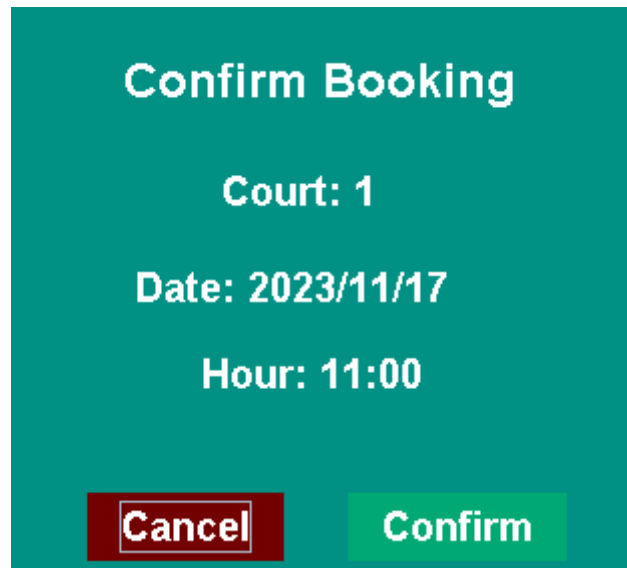 Confirm Booking
Court: 1
Date: 2023/11/17
Hour: 11:00
Cancel Confirm